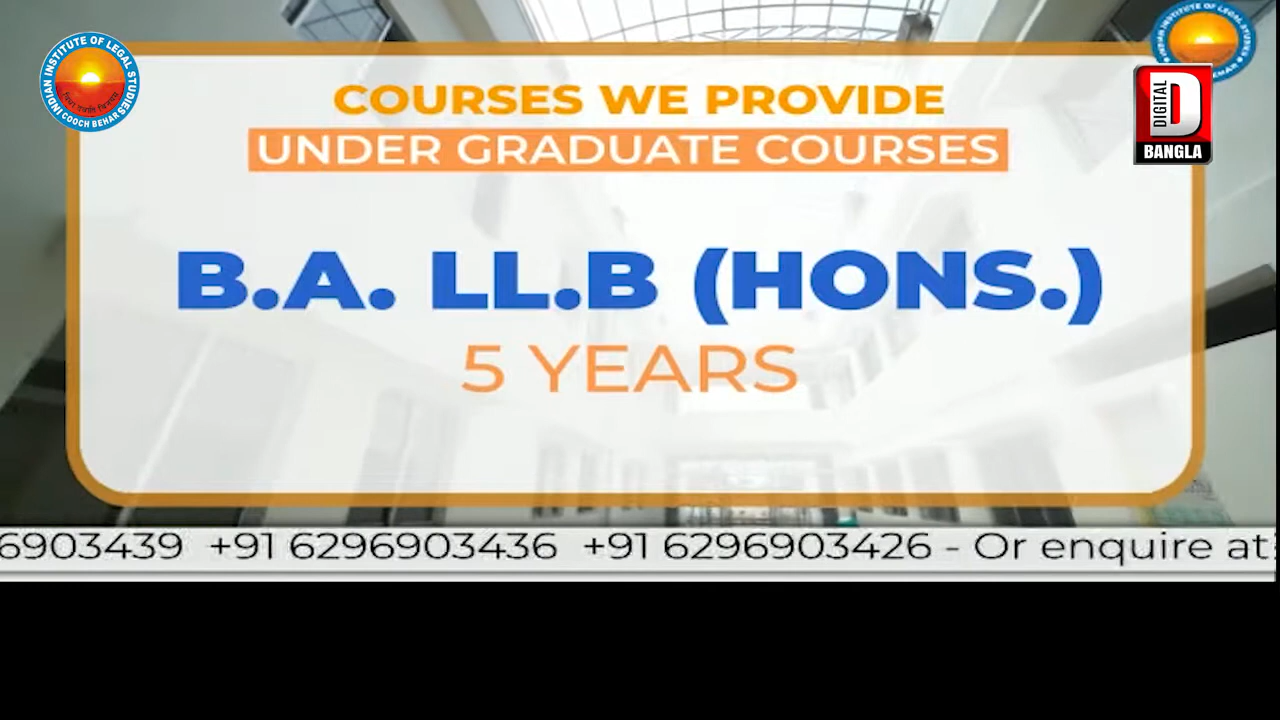 INDIAN INSTITUTE OF LEGAL STUDIES
COOCH BEHAR
COURSES WE PROVIDE
UNDER GRADUATE COURSES
DIGITAL
D
BANGLA
B.A. LL.B (HONS.)
5 YEARS
6903439 +91 6296903436 +91 6296903426 - Or enquire at